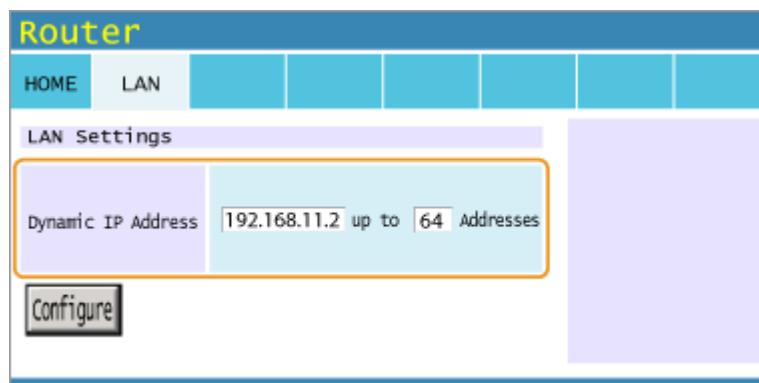 Router
HOME LAN
LAN Settings
Dynamic IP Address 192.168.11.2 up to 64 Addresses
Configure